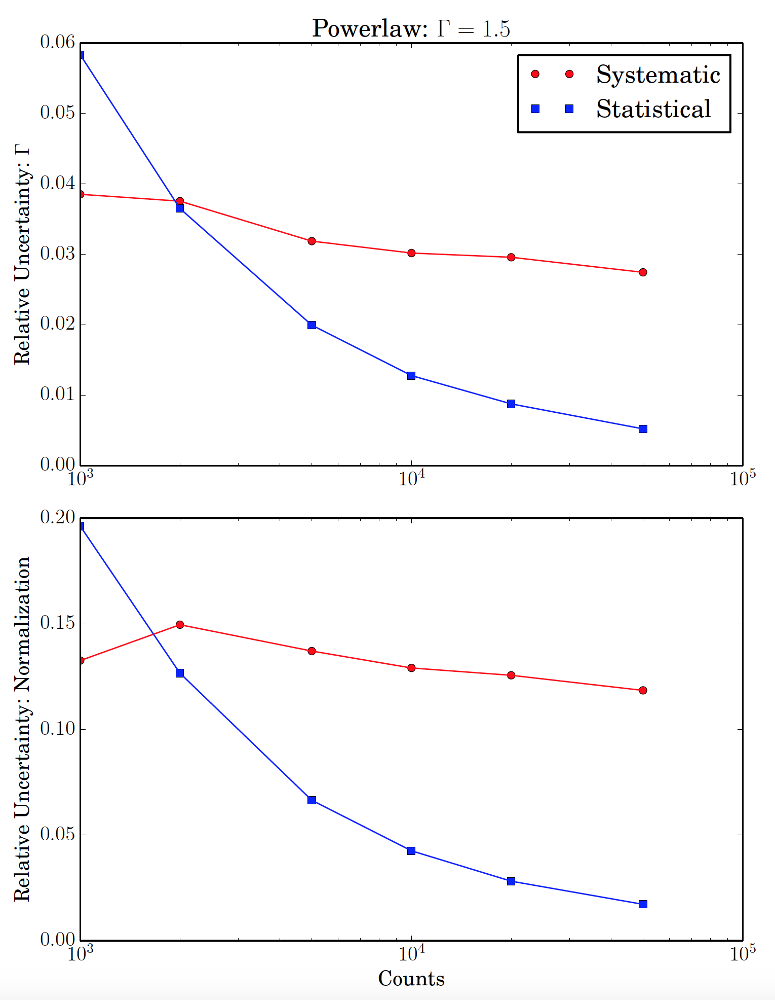 Powerlaw: Γ = 1.5
0.06
0.05
0.04
0.03
0.02
0.01
0.00
Relative Uncertainty: Γ
Systematic
Statistical
10³ 10⁴ 10⁵
0.20
0.15
0.10
0.05
0.00
Relative Uncertainty: Normalization
10³ 10⁴ 10⁵
Counts